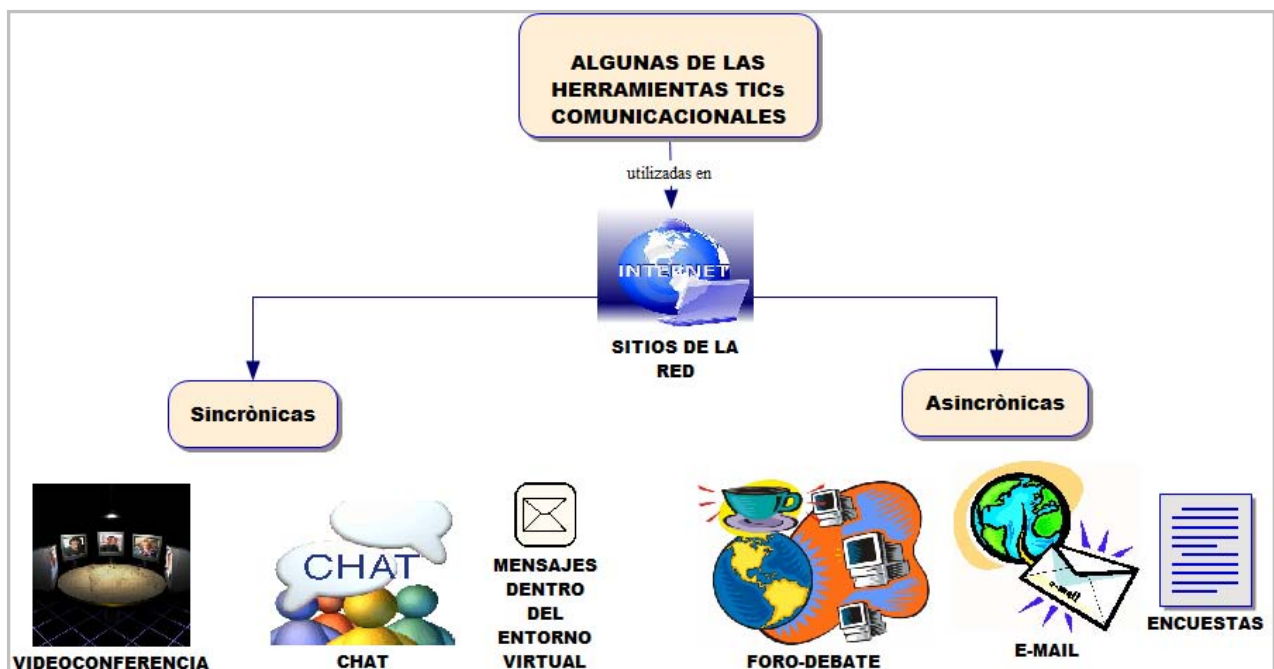 ALGUNAS DE LAS
HERRAMIENTAS TICs
COMUNICACIONALES
utilizadas en
INTERNET
SITIOS DE LA
RED
Sincrònicas
Asincrònicas
CHAT
e-mail
VIDEOCONFERENCIA
CHAT
MENSAJES
DENTRO
DEL
ENTORNO
VIRTUAL
FORO-DEBATE
E-MAIL
ENCUESTAS